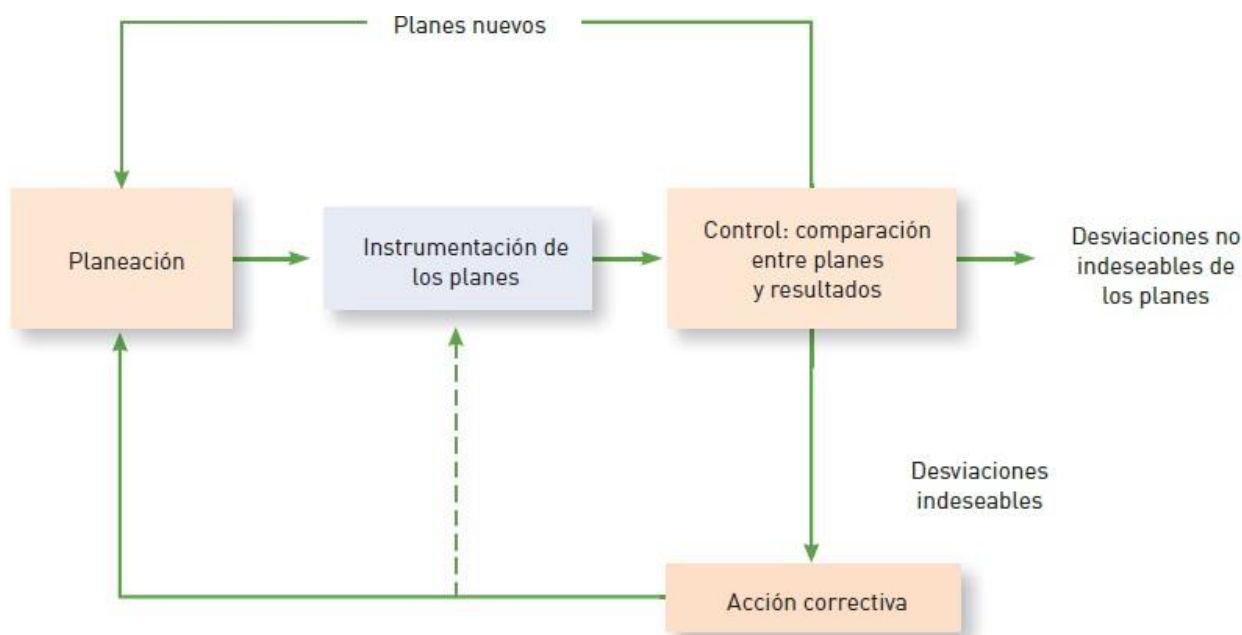 Planes nuevos
Planeación
Instrumentación de
los planes
Control: comparación
entre planes
y resultados
Desviaciones no
indeseables de
los planes
Desviaciones
indeseables
Acción correctiva